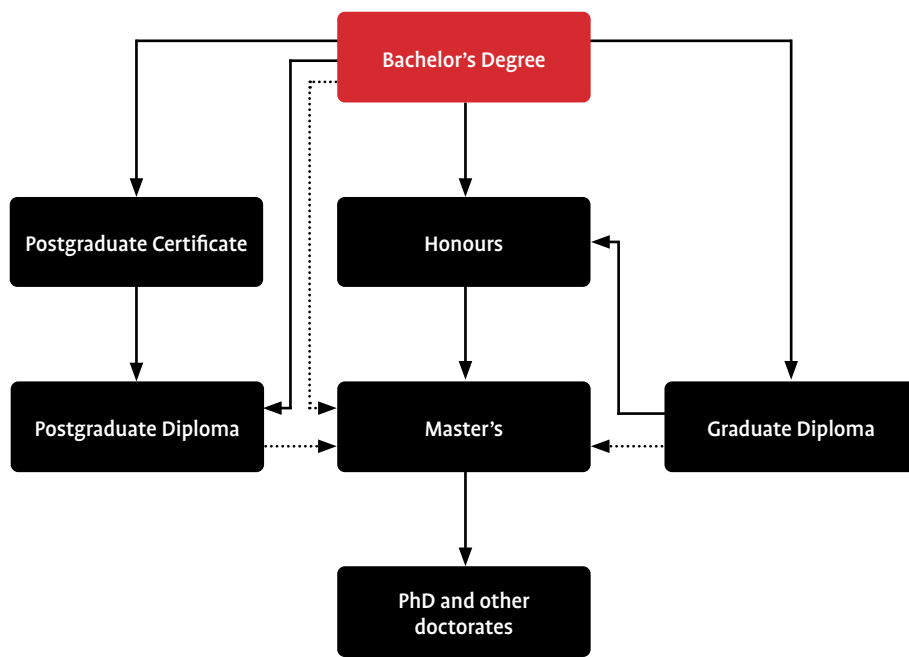 Bachelor’s Degree
Postgraduate Certificate
Honours
Postgraduate Diploma
Master’s
Graduate Diploma
PhD and other
doctorates